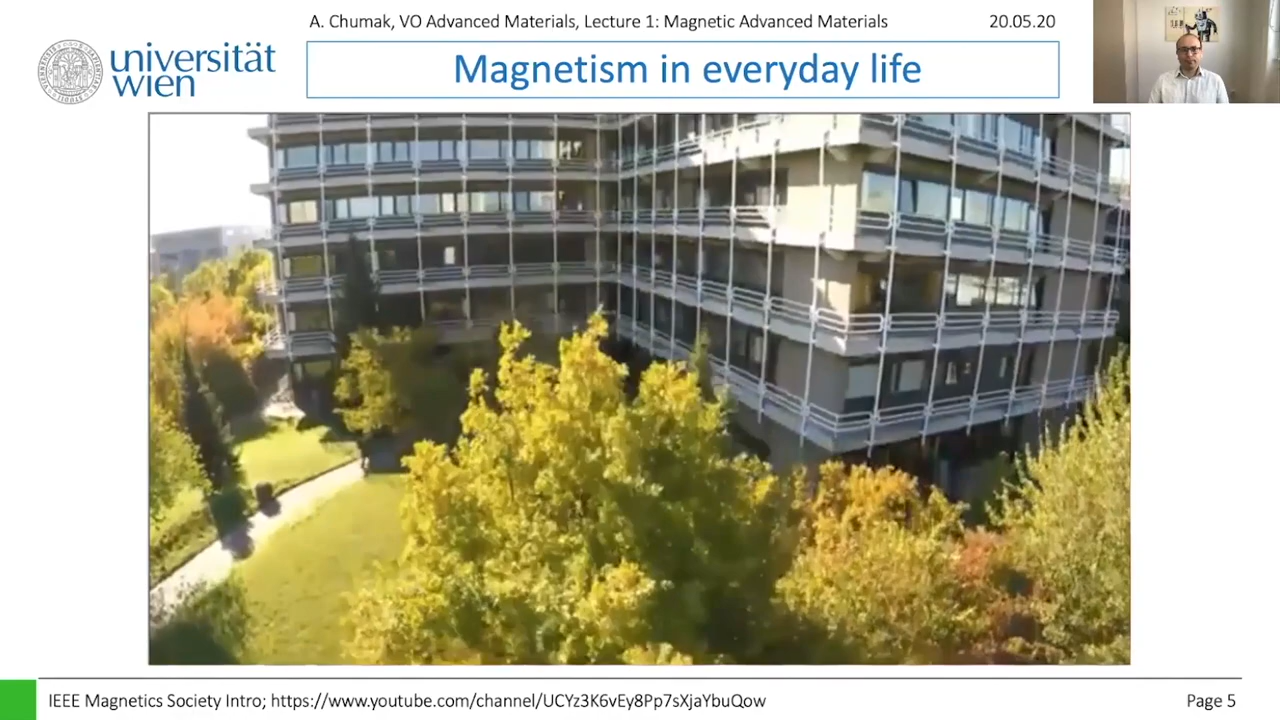 A. Chumak, VO Advanced Materials, Lecture 1: Magnetic Advanced Materials
20.05.20
universität
wien
Magnetism in everyday life
IEEE Magnetics Society Intro; https://www.youtube.com/channel/UCYz3K6vEy8Pp7sXjaYbuQow
Page 5